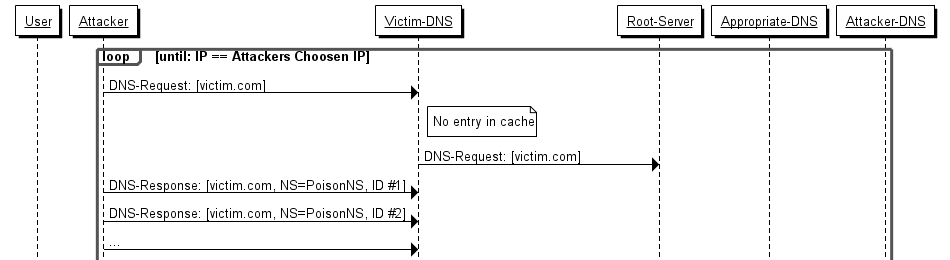 User Attacker Victim-DNS Root-Server Appropriate-DNS Attacker-DNS
loop [until: IP == Attackers Choosen IP]
DNS-Request: [victim.com]
No entry in cache
DNS-Request: [victim.com]
DNS-Response: [victim.com, NS=PoisonNS, ID #1]
DNS-Response: [victim.com, NS=PoisonNS, ID #2]
...